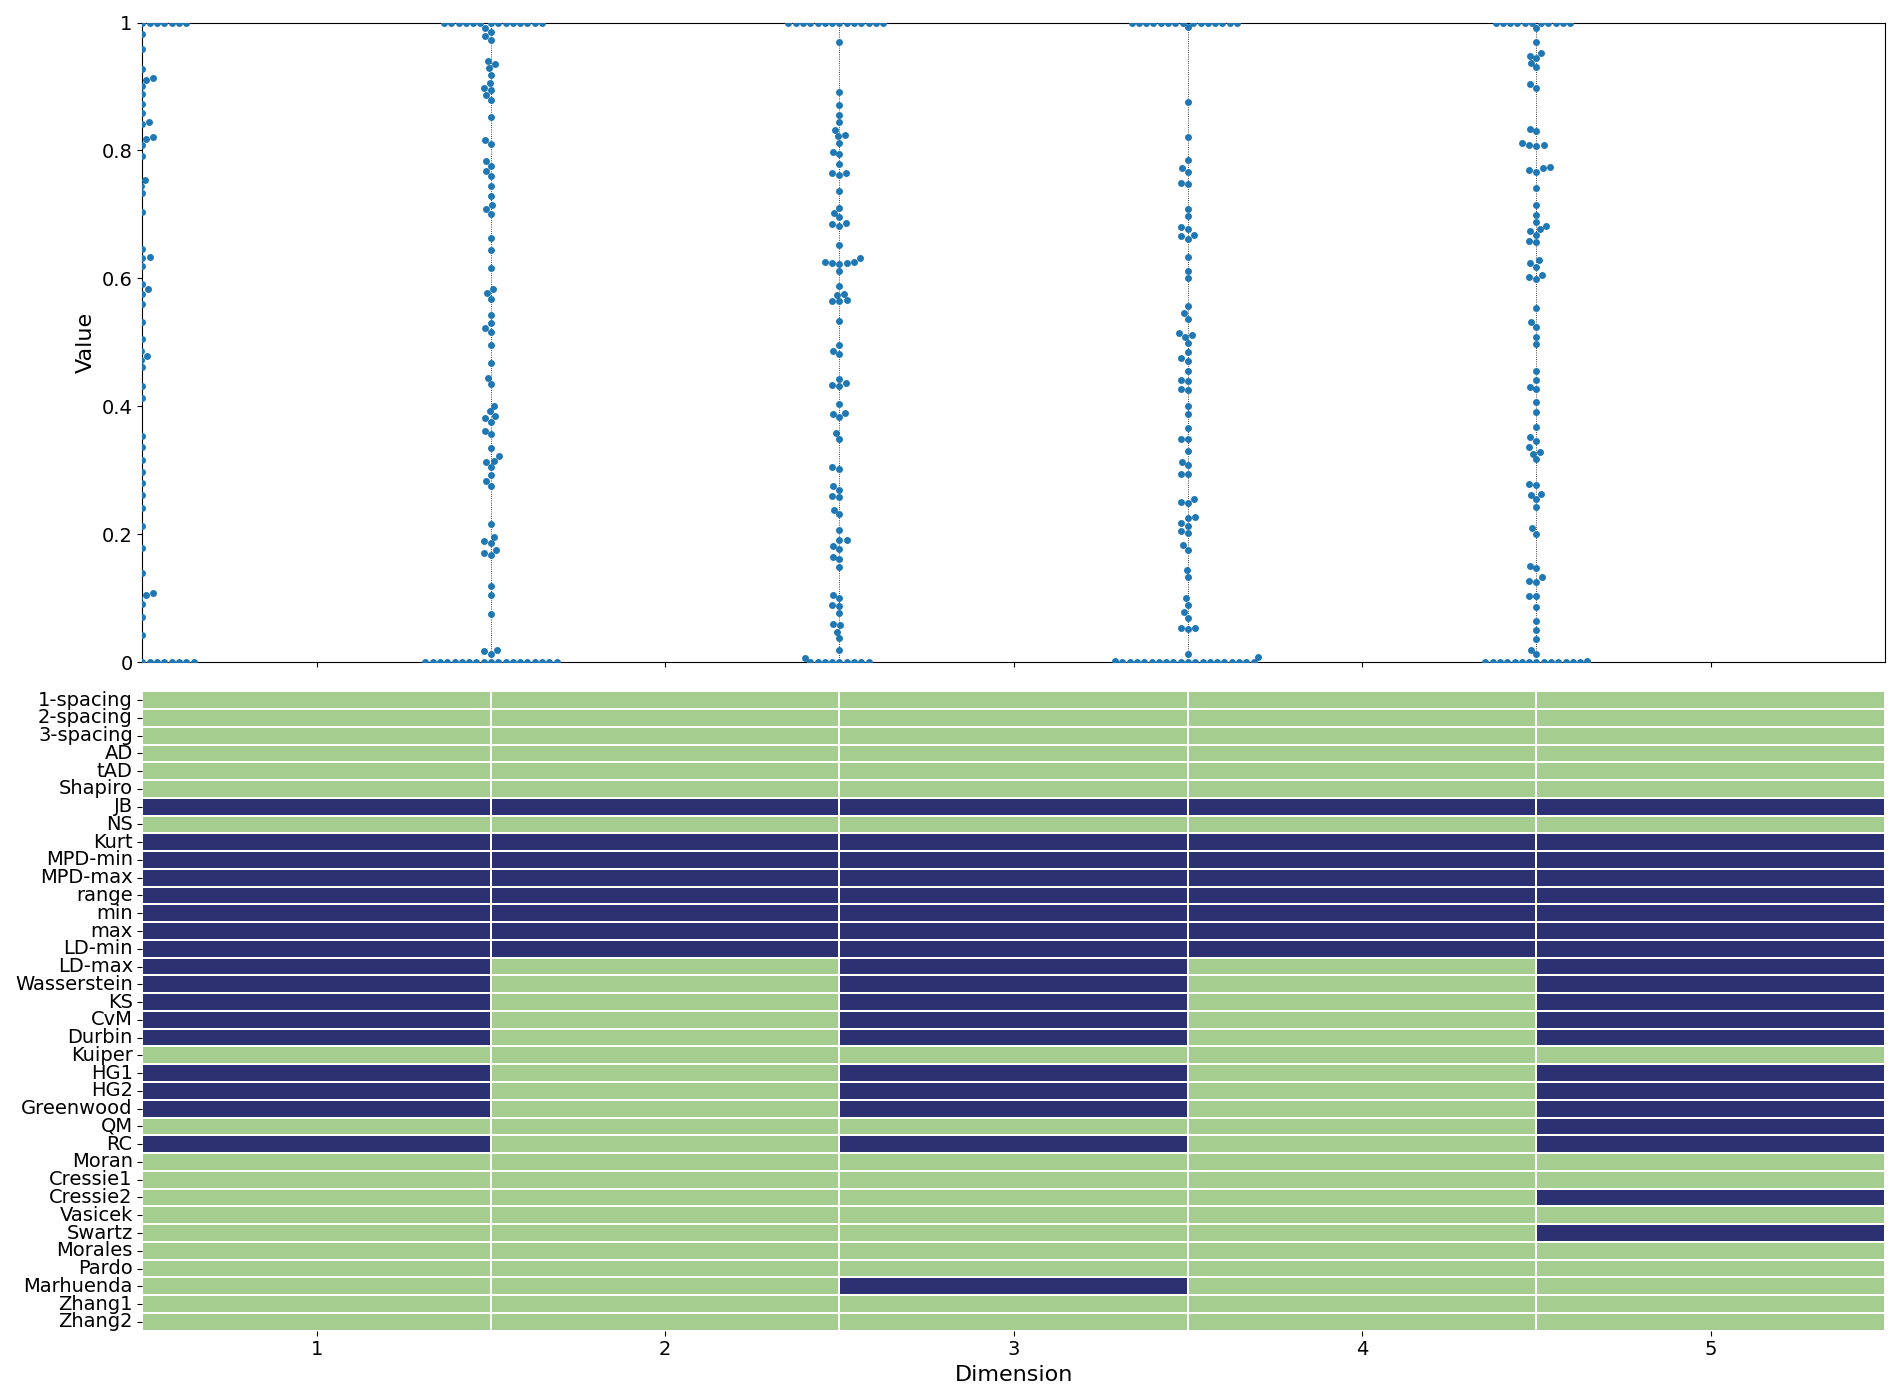 1
0.8
0.6
0.4
0.2
0
Value
1-spacing
2-spacing
3-spacing
AD
tAD
Shapiro
JB
NS
Kurt
MPD-min
MPD-max
range
min
max
LD-min
LD-max
Wasserstein
KS
CvM
Durbin
Kuiper
HG1
HG2
Greenwood
QM
RC
Moran
Cressie1
Cressie2
Vasicek
Swartz
Morales
Pardo
Marhuenda
Zhang1
Zhang2
1 2 3 4 5
Dimension